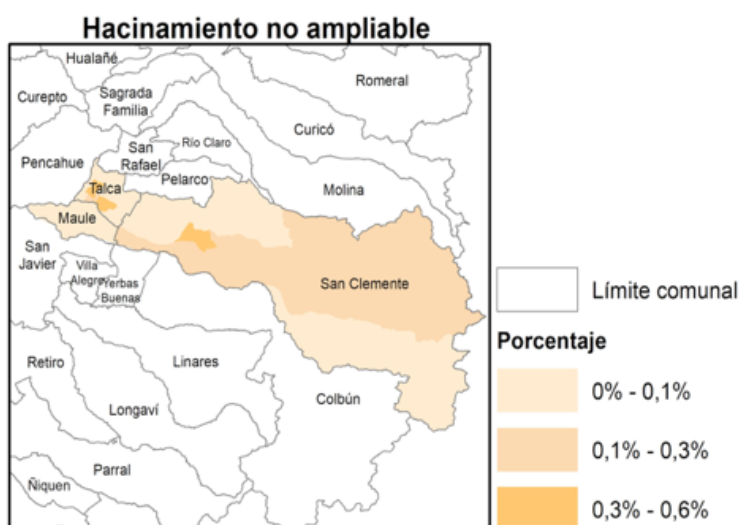 Hacinamiento no ampliable
Hualañé
Romeral
Curepto
Sagrada
Familia
Curicó
San
Rafael
Río Claro
Pencahue
Pelarco
Talca
Molina
Maule
San
Javier
Villa
Alegre
Yerbas
Buenas
San Clemente
Límite comunal
Porcentaje
Retiro
Linares
0% - 0,1%
Colbún
Longaví
0,1% - 0,3%
Parral
Ñiquen
0,3% - 0,6%